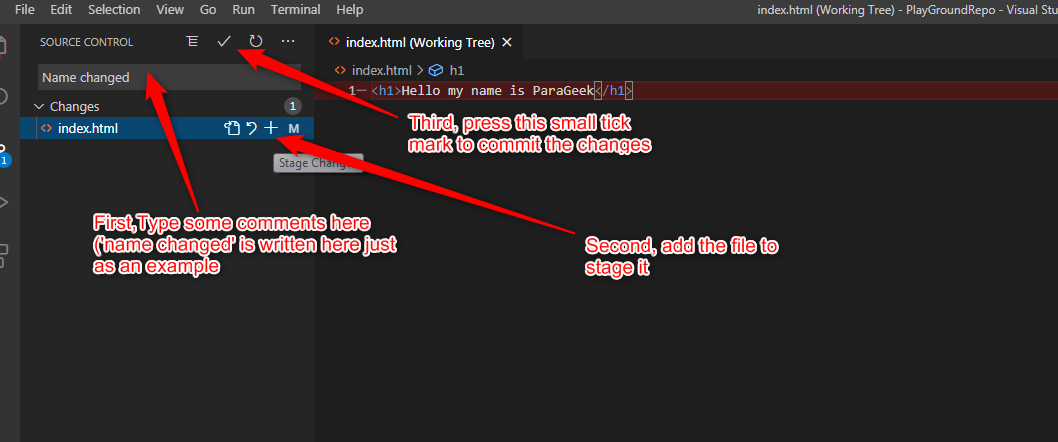 File Edit Selection View Go Run Terminal Help
index.html (Working Tree) - PlayGroundRepo - Visual Stu
SOURCE CONTROL
index.html (Working Tree)
index.html > h1
Name changed
1 <h1>Hello my name is ParaGeek</h1>
Changes 1
index.html M
Stage Chang
1
Third, press this small tick
mark to commit the changes
First,Type some comments here
('name changed' is written here just
as an example
Second, add the file to
stage it